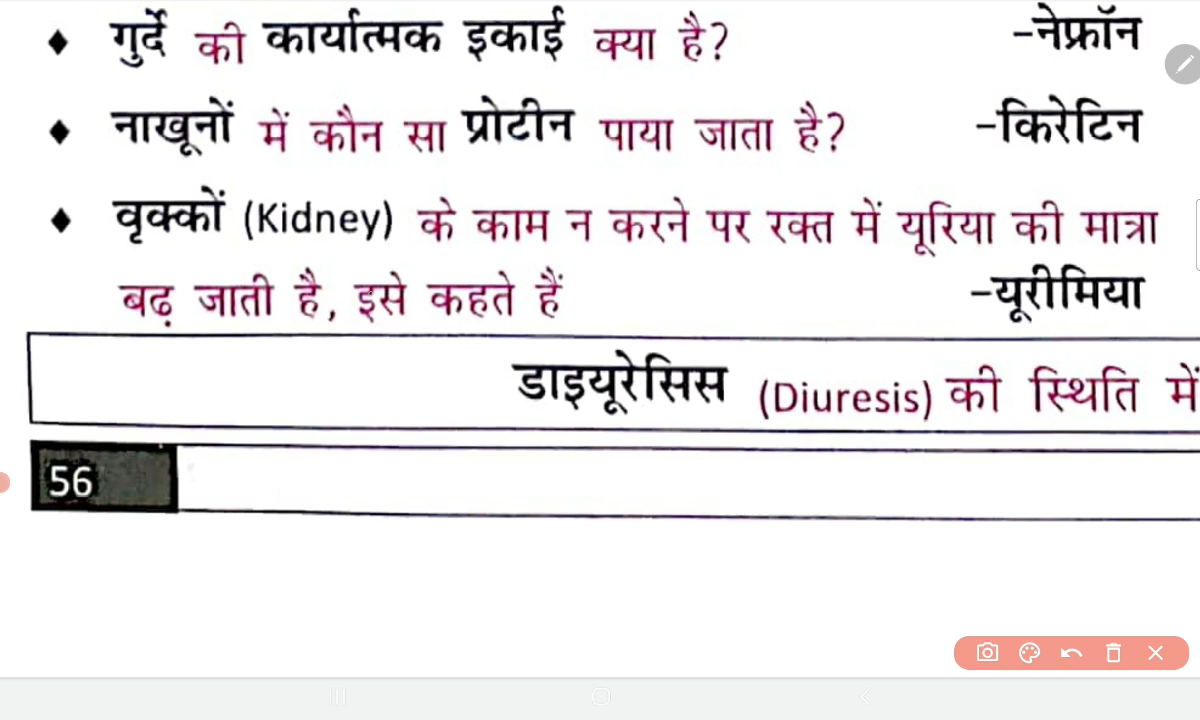 ♦ गुर्दे की कार्यात्मक इकाई क्या है? -नेफ्रॉन
♦ नाखूनों में कौन सा प्रोटीन पाया जाता है? -किरेटिन
♦ वृक्कों (Kidney) के काम न करने पर रक्त में यूरिया की मात्रा
बढ़ जाती है, इसे कहते हैं -यूरीमिया
डाइयूरेसिस (Diuresis) की स्थिति में
56